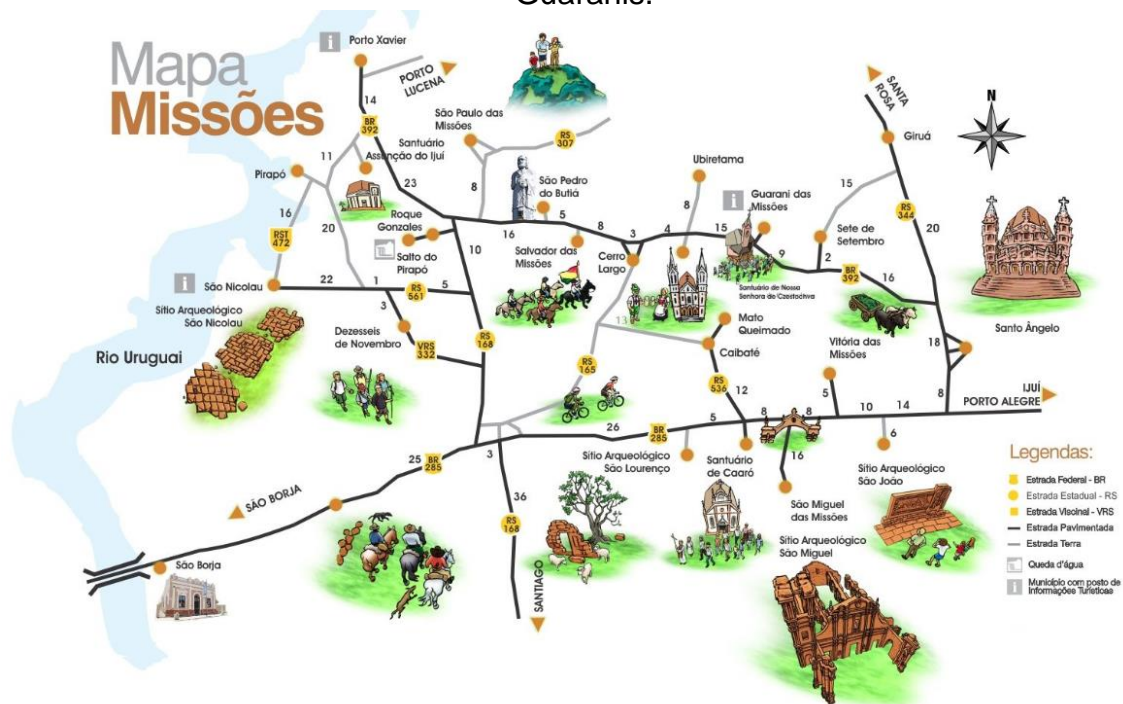 Guaranis.
Mapa
Missões
Porto Xavier
PORTO
LUCENA
14
BR
392
São Paulo das
Missões
RS
307
SANTA
ROSA
N
Giruá
Santuário
Assunção do Ijuí
11
Pirapó
23
8
São Pedro
do Butiá
Ubiretama
Guarani das
Missões
15
RS
344
16
RST
472
20
Roque
Gonzales
Salto do
Pirapó
10
16
5
8
Salvador das
Missões
3
Cerro
Largo
4
8
15
9
Santuário de Nossa
Senhora de Czestochwa
Sete de
Setembro
2
BR
392
16
20
Santo Ângelo
São Nicolau
22
1
RS
561
5
Sítio Arqueológico
São Nicolau
3
Dezesseis
de Novembro
VRS
332
RS
168
13
RS
165
Mato
Queimado
Caibaté
RS
536
12
Vitória das
Missões
18
Rio Uruguai
5
8
IJUÍ
PORTO ALEGRE
26
BR
285
5
8
8
10
14
6
3
25
BR
285
SÃO BORJA
36
RS
168
SANTIAGO
Sítio Arqueológico
São Lourenço
Santuário
de Caaró
16
São Miguel
das Missões
Sítio Arqueológico
São Miguel
Sítio Arqueológico
São João
São Borja
Legendas:
Estrada Federal - BR
Estrada Estadual - RS
Estrada Viscinal - VRS
Estrada Pavimentada
Estrada Terra
Queda d'água
Município com posto de
Informações Turísticas